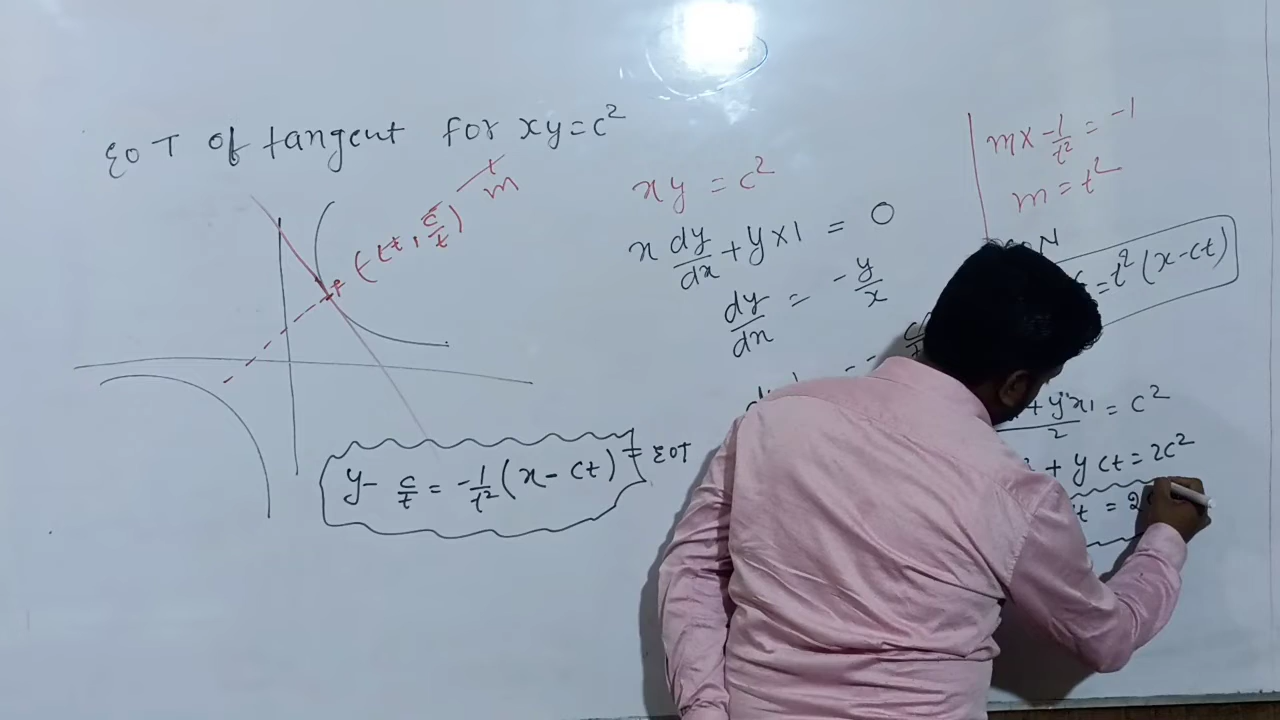 EOT of tangent for xy = c²
P (ct, c/t)
m
y - c/t = -1/t² (x - ct) = EOT
xy = c²
x dy/dx + y×1 = 0
dy/dx = -y/x
m × -1/t² = -1
m = t²
= t² (x - ct)
+ yx₁ / 2 = c²
+ y ct = 2c²
= 2